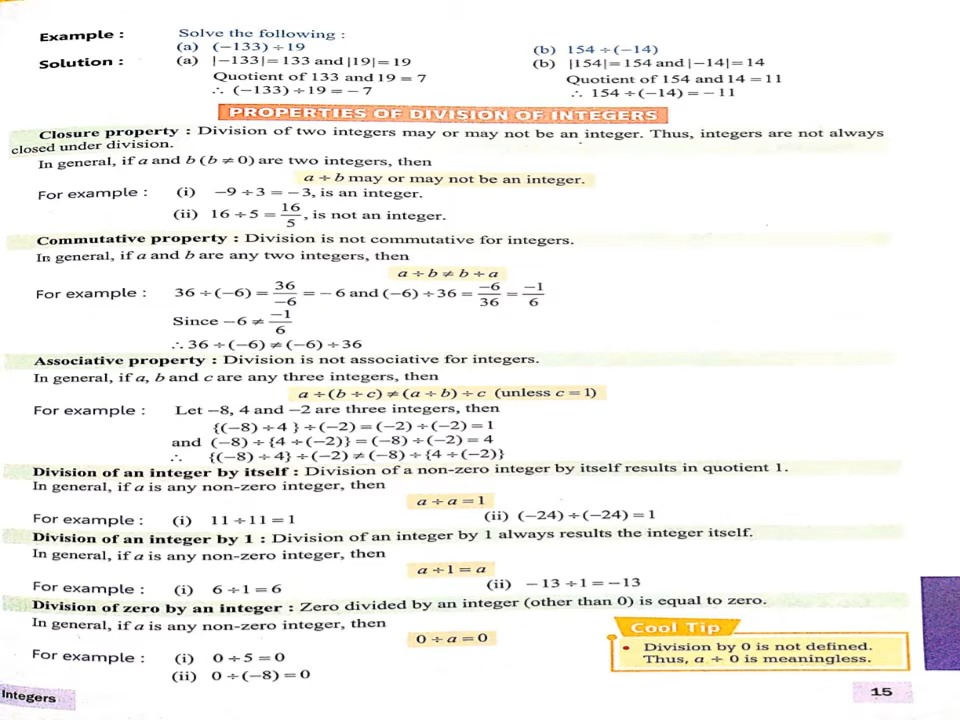 Example : Solve the following :
(a) (−133) ÷ 19 (b) 154 ÷ (−14)
Solution : (a) |−133| = 133 and |19| = 19 (b) |154| = 154 and |−14| = 14
Quotient of 133 and 19 = 7 Quotient of 154 and 14 = 11
∴ (−133) ÷ 19 = − 7 ∴ 154 ÷ (−14) = − 11
PROPERTIES OF DIVISION OF INTEGERS
Closure property : Division of two integers may or may not be an integer. Thus, integers are not always
closed under division.
In general, if a and b (b ≠ 0) are two integers, then
a ÷ b may or may not be an integer.
For example : (i) −9 ÷ 3 = − 3, is an integer.
(ii) 16 ÷ 5 = 16/5, is not an integer.
Commutative property : Division is not commutative for integers.
In general, if a and b are any two integers, then
a ÷ b ≠ b ÷ a
For example : 36 ÷ (−6) = 36/−6 = − 6 and (−6) ÷ 36 = −6/36 = −1/6
Since −6 ≠ −1/6
∴ 36 ÷ (−6) ≠ (−6) ÷ 36
Associative property : Division is not associative for integers.
In general, if a, b and c are any three integers, then
a ÷ (b ÷ c) ≠ (a ÷ b) ÷ c (unless c = 1)
For example : Let −8, 4 and −2 are three integers, then
{(−8) ÷ 4 } ÷ (−2) = (−2) ÷ (−2) = 1
and (−8) ÷ {4 ÷ (−2)} = (−8) ÷ (−2) = 4
∴ {(−8) ÷ 4} ÷ (−2) ≠ (−8) ÷ {4 ÷ (−2)}
Division of an integer by itself : Division of a non-zero integer by itself results in quotient 1.
In general, if a is any non-zero integer, then
a ÷ a = 1
For example : (i) 11 ÷ 11 = 1 (ii) (−24) ÷ (−24) = 1
Division of an integer by 1 : Division of an integer by 1 always results the integer itself.
In general, if a is any non-zero integer, then
a ÷ 1 = a
For example : (i) 6 ÷ 1 = 6 (ii) − 13 ÷ 1 = −13
Division of zero by an integer : Zero divided by an integer (other than 0) is equal to zero.
In general, if a is any non-zero integer, then
0 ÷ a = 0
For example : (i) 0 ÷ 5 = 0
(ii) 0 ÷ (−8) = 0
Cool Tip
• Division by 0 is not defined.
Thus, a ÷ 0 is meaningless.
Integers
15